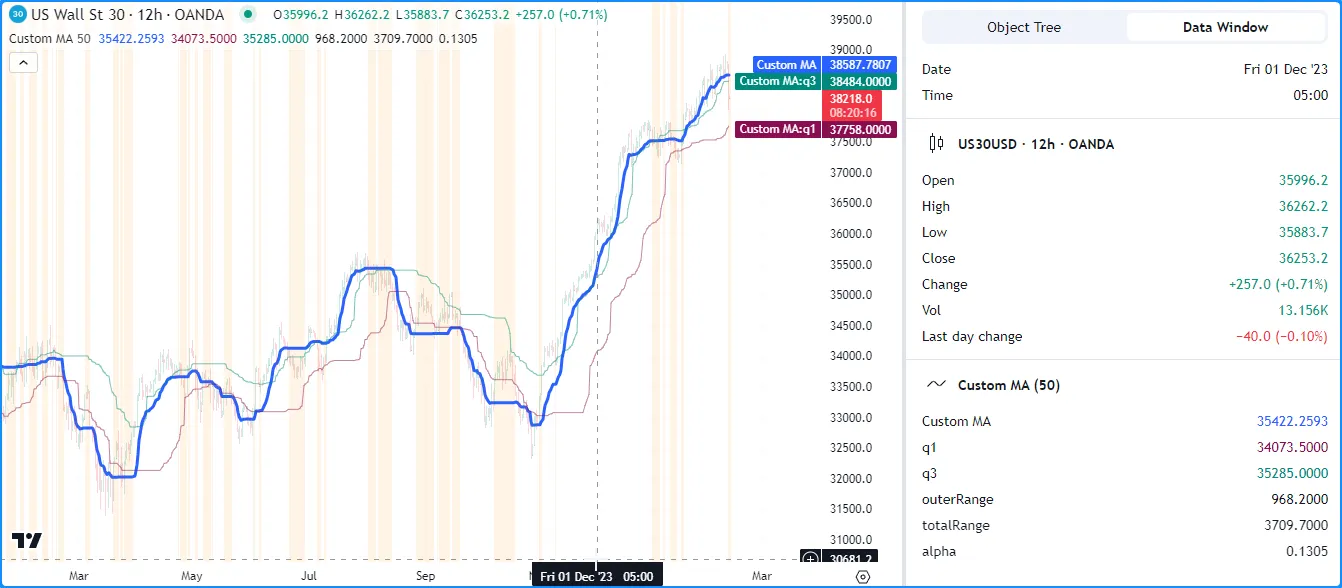 30 US Wall St 30 · 12h · OANDA O35996.2 H36262.2 L35883.7 C36253.2 +257.0 (+0.71%)
Custom MA 50 35422.2593 34073.5000 35285.0000 968.2000 3709.7000 0.1305
39500.0
39000.0
Custom MA 38587.7807
Custom MA:q3 38484.0000
38218.0
08:20:16
Custom MA:q1 37758.0000
37500.0
37000.0
36500.0
36000.0
35500.0
35000.0
34500.0
34000.0
33500.0
33000.0
32500.0
32000.0
31500.0
31000.0
30681.2
Mar May Jul Sep Fri 01 Dec '23 05:00 Mar
Object Tree Data Window
Date Fri 01 Dec '23
Time 05:00
US30USD · 12h · OANDA
Open 35996.2
High 36262.2
Low 35883.7
Close 36253.2
Change +257.0 (+0.71%)
Vol 13.156K
Last day change −40.0 (−0.10%)
Custom MA (50)
Custom MA 35422.2593
q1 34073.5000
q3 35285.0000
outerRange 968.2000
totalRange 3709.7000
alpha 0.1305